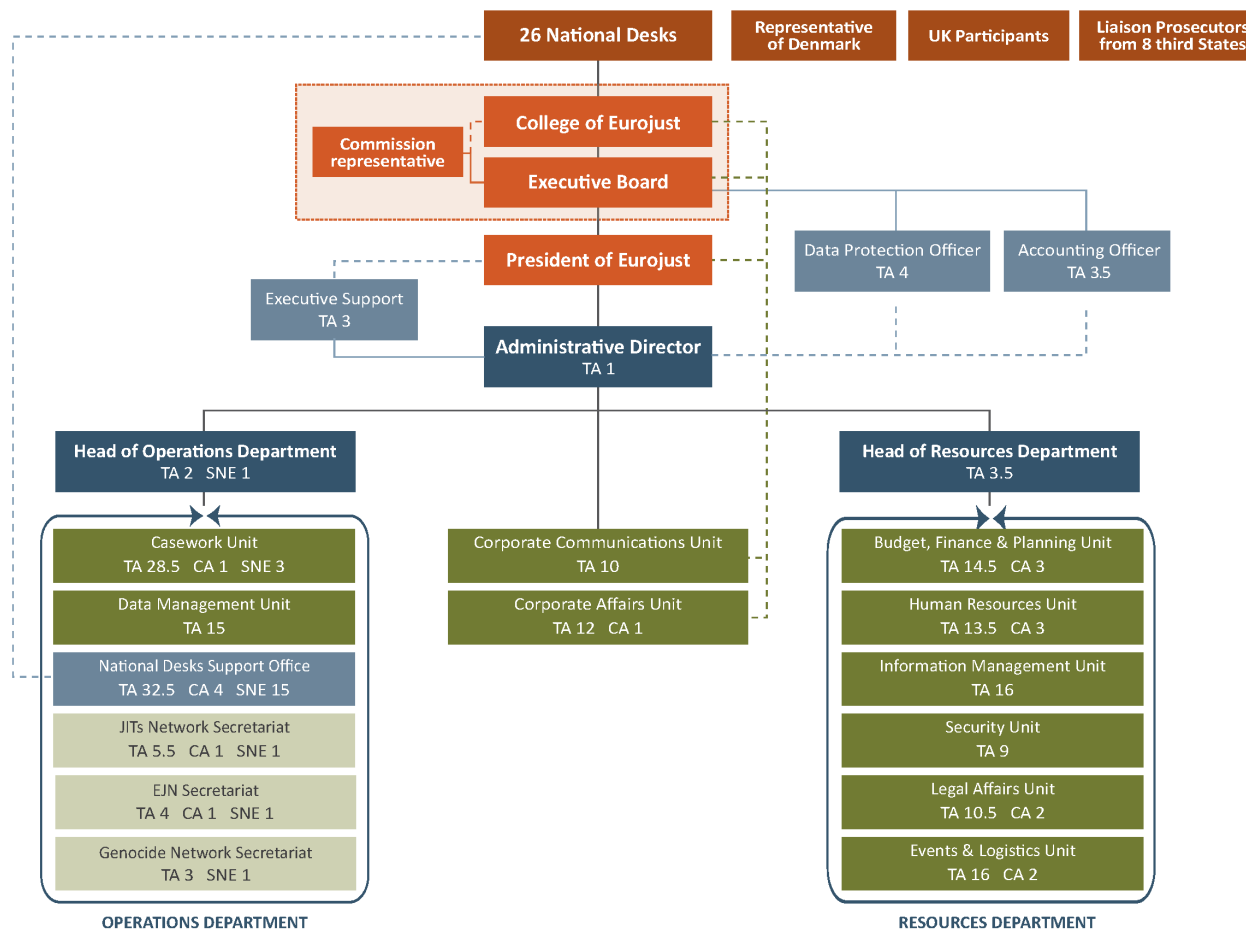 26 National Desks
Representative
of Denmark
UK Participants
Liaison Prosecutors
from 8 third States
College of Eurojust
Commission
representative
Executive Board
President of Eurojust
Data Protection Officer
TA 4
Accounting Officer
TA 3.5
Executive Support
TA 3
Administrative Director
TA 1
Head of Operations Department
TA 2 SNE 1
Head of Resources Department
TA 3.5
Casework Unit
TA 28.5 CA 1 SNE 3
Data Management Unit
TA 15
National Desks Support Office
TA 32.5 CA 4 SNE 15
JITs Network Secretariat
TA 5.5 CA 1 SNE 1
EJN Secretariat
TA 4 CA 1 SNE 1
Genocide Network Secretariat
TA 3 SNE 1
OPERATIONS DEPARTMENT
Corporate Communications Unit
TA 10
Corporate Affairs Unit
TA 12 CA 1
Budget, Finance & Planning Unit
TA 14.5 CA 3
Human Resources Unit
TA 13.5 CA 3
Information Management Unit
TA 16
Security Unit
TA 9
Legal Affairs Unit
TA 10.5 CA 2
Events & Logistics Unit
TA 16 CA 2
RESOURCES DEPARTMENT